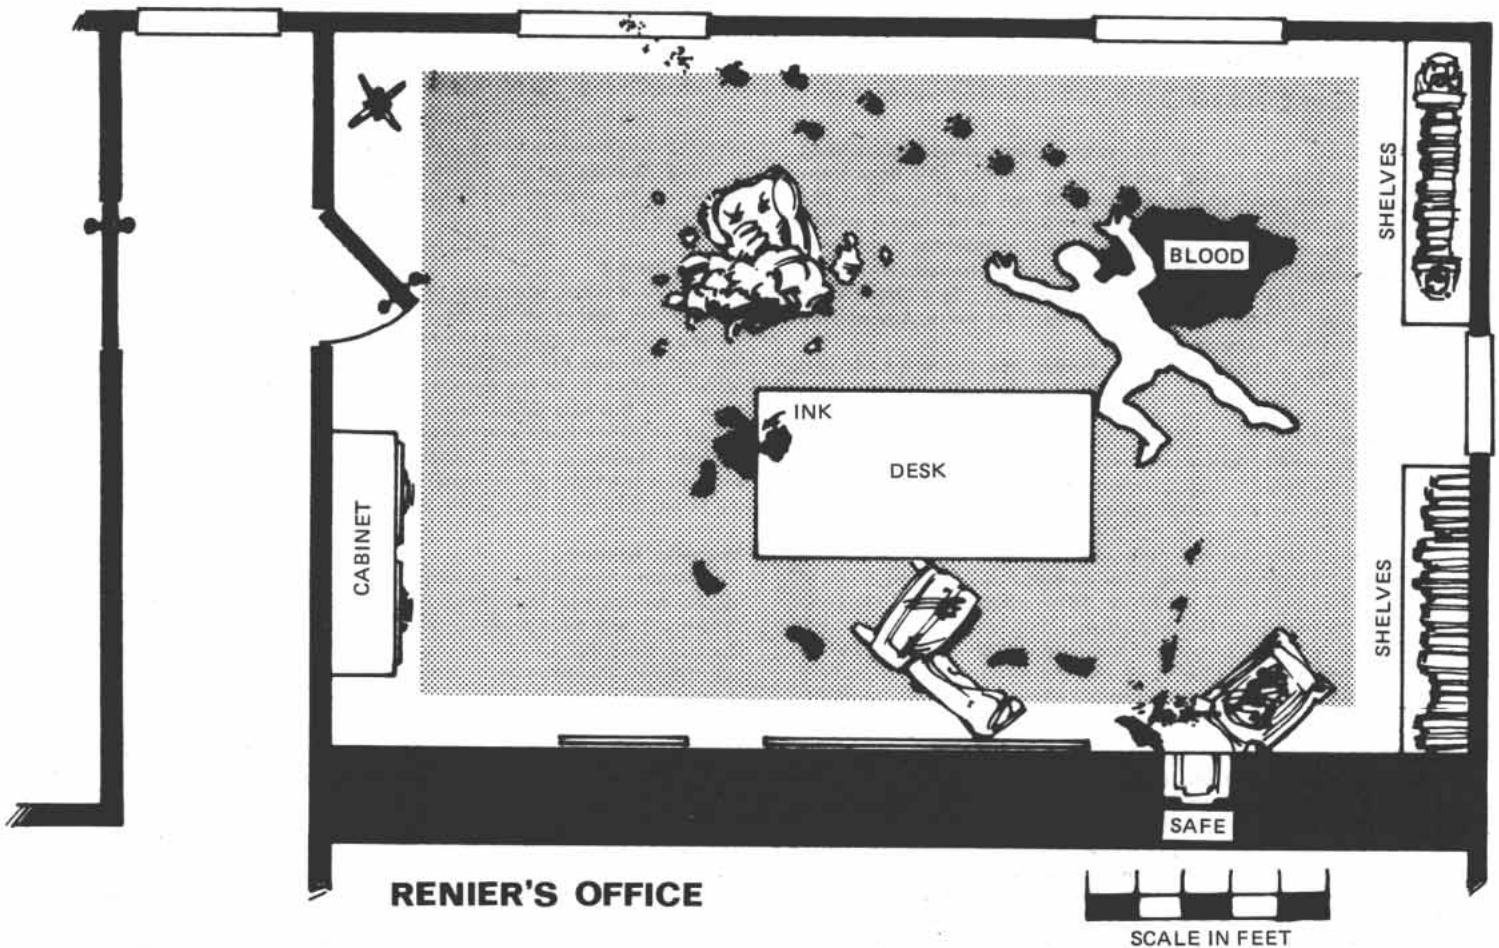 SHELVES
BLOOD
INK
DESK
CABINET
SHELVES
SAFE
RENIER'S OFFICE
SCALE IN FEET